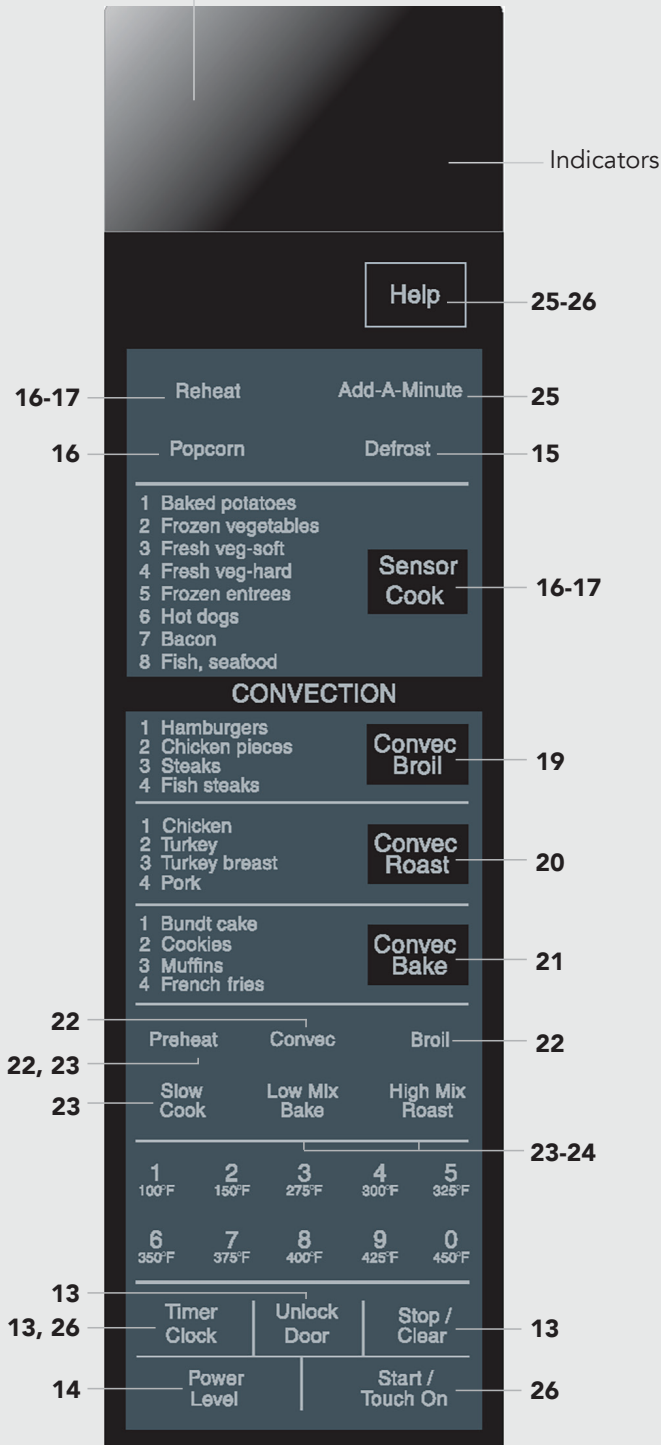 Indicators
Help
25-26
16-17
Reheat
Add-A-Minute
25
16
Popcorn
Defrost
15
1 Baked potatoes
2 Frozen vegetables
3 Fresh veg-soft
4 Fresh veg-hard
5 Frozen entrees
6 Hot dogs
7 Bacon
8 Fish, seafood
Sensor
Cook
16-17
CONVECTION
1 Hamburgers
2 Chicken pieces
3 Steaks
4 Fish steaks
Convec
Broil
19
1 Chicken
2 Turkey
3 Turkey breast
4 Pork
Convec
Roast
20
1 Bundt cake
2 Cookies
3 Muffins
4 French fries
Convec
Bake
21
22
Preheat
Convec
Broil
22
22, 23
23
Slow
Cook
Low Mix
Bake
High Mix
Roast
23-24
1 2 3 4 5
100°F 150°F 275°F 300°F 325°F
6 7 8 9 0
350°F 375°F 400°F 425°F 450°F
13
13, 26
Timer
Clock
Unlock
Door
Stop /
Clear
13
14
Power
Level
Start /
Touch On
26